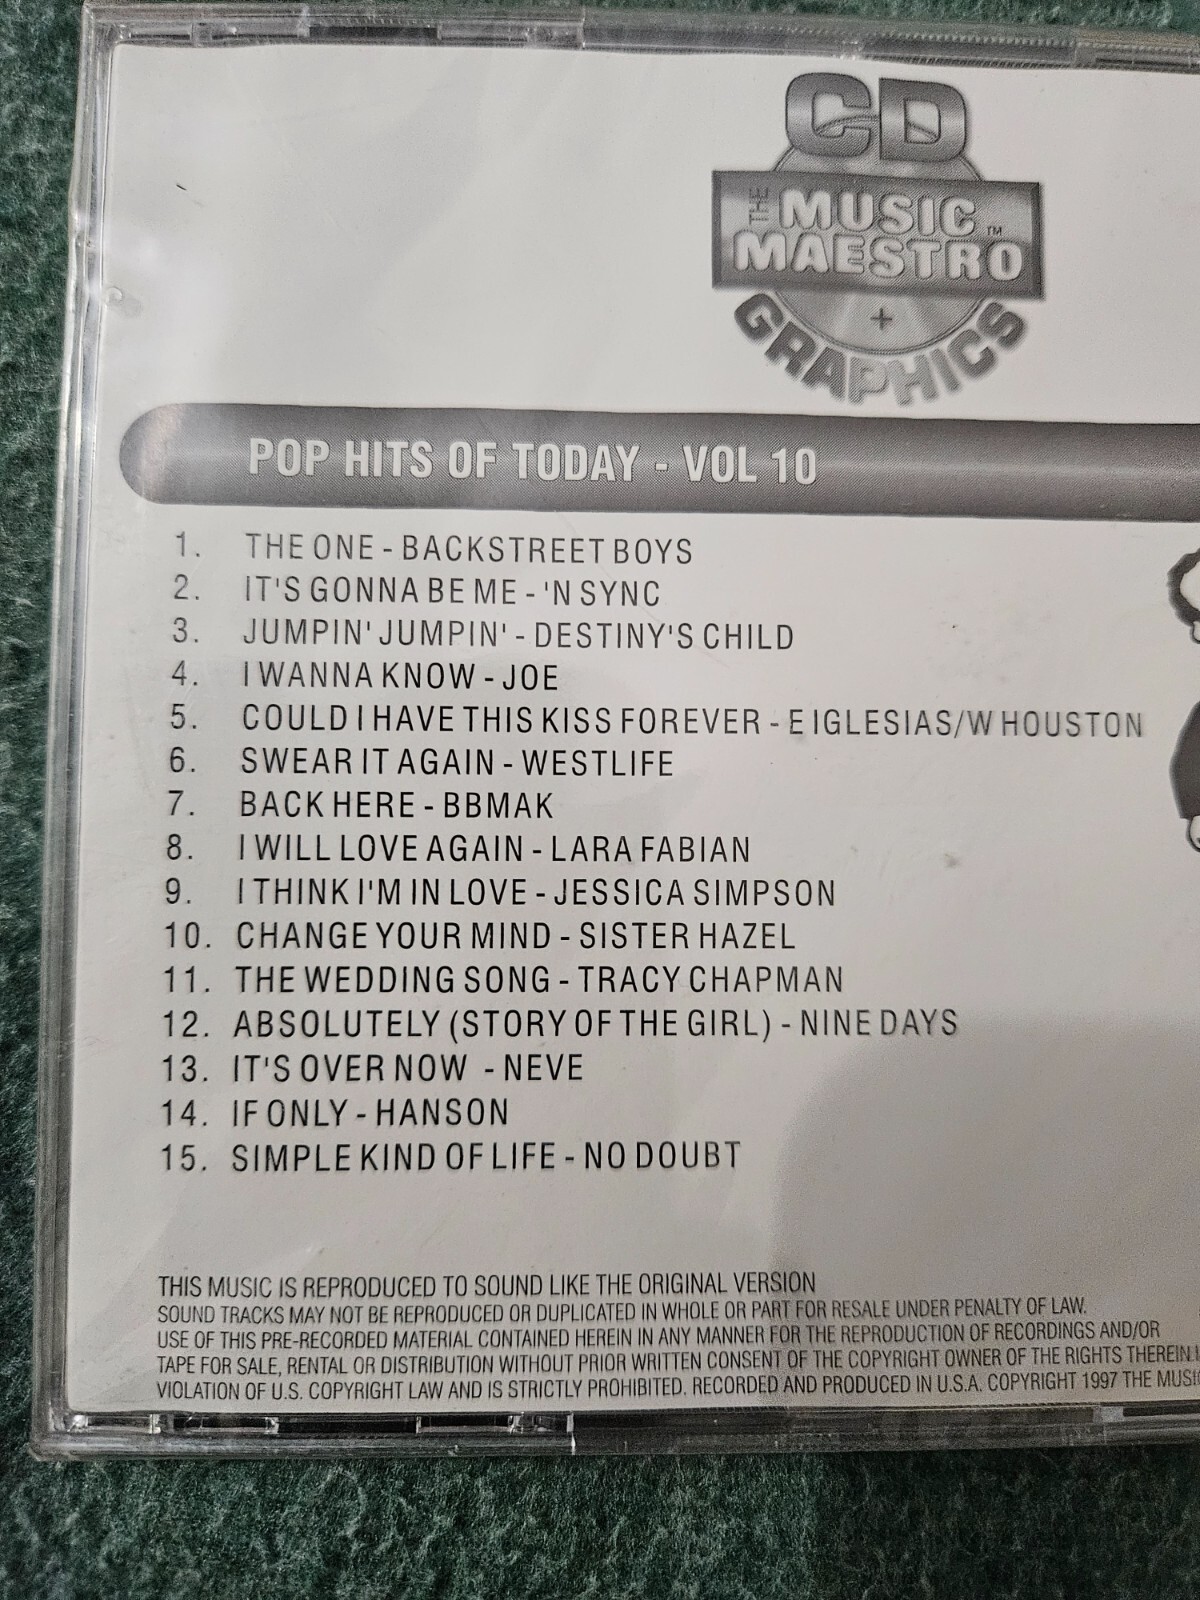 CD
THE MUSIC
MAESTRO™
+
GRAPHICS
POP HITS OF TODAY - VOL 10
1. THE ONE - BACKSTREET BOYS
2. IT'S GONNA BE ME - 'N SYNC
3. JUMPIN' JUMPIN' - DESTINY'S CHILD
4. I WANNA KNOW - JOE
5. COULD I HAVE THIS KISS FOREVER - E IGLESIAS/W HOUSTON
6. SWEAR IT AGAIN - WESTLIFE
7. BACK HERE - BBMAK
8. I WILL LOVE AGAIN - LARA FABIAN
9. I THINK I'M IN LOVE - JESSICA SIMPSON
10. CHANGE YOUR MIND - SISTER HAZEL
11. THE WEDDING SONG - TRACY CHAPMAN
12. ABSOLUTELY (STORY OF THE GIRL) - NINE DAYS
13. IT'S OVER NOW - NEVE
14. IF ONLY - HANSON
15. SIMPLE KIND OF LIFE - NO DOUBT
THIS MUSIC IS REPRODUCED TO SOUND LIKE THE ORIGINAL VERSION
SOUND TRACKS MAY NOT BE REPRODUCED OR DUPLICATED IN WHOLE OR PART FOR RESALE UNDER PENALTY OF LAW.
USE OF THIS PRE-RECORDED MATERIAL CONTAINED HEREIN IN ANY MANNER FOR THE REPRODUCTION OF RECORDINGS AND/OR
TAPE FOR SALE, RENTAL OR DISTRIBUTION WITHOUT PRIOR WRITTEN CONSENT OF THE COPYRIGHT OWNER OF THE RIGHTS THEREIN
VIOLATION OF U.S. COPYRIGHT LAW AND IS STRICTLY PROHIBITED. RECORDED AND PRODUCED IN U.S.A. COPYRIGHT 1997 THE